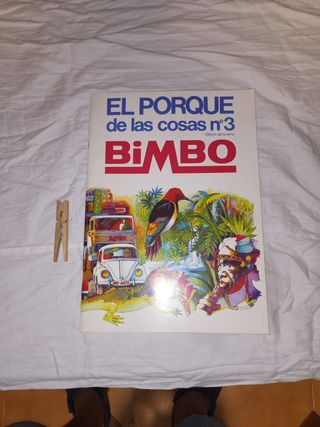 EL PORQUE
de las cosas nº3
BiMBO